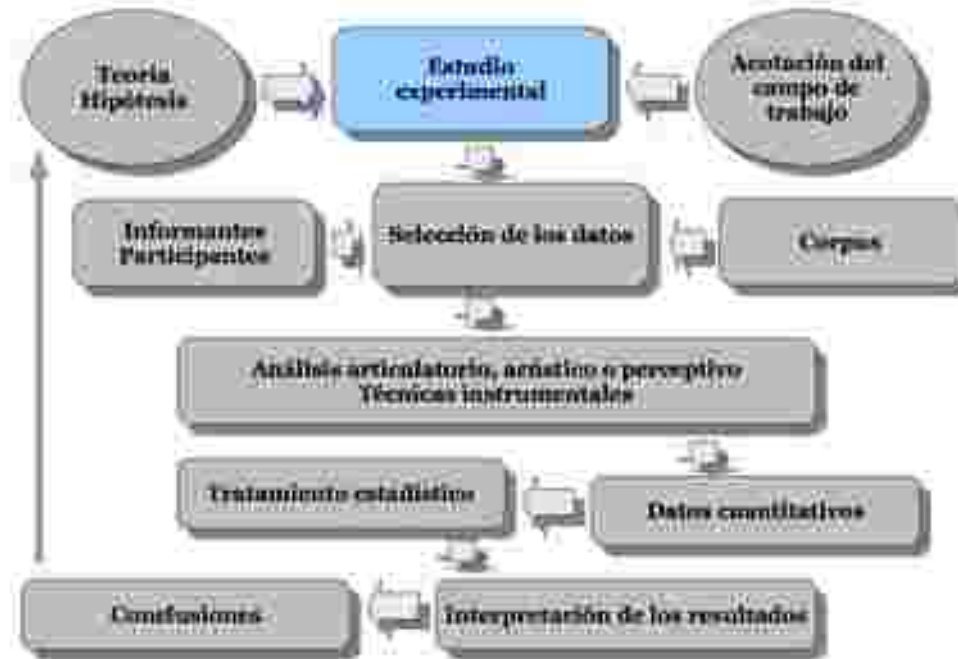 Teoría
Hipótesis
Estudio
experimental
Acotación del
campo de
trabajo
Informantes
Participantes
Selección de los datos
Corpus
Análisis articulatorio, acústico o perceptivo
Técnicas instrumentales
Tratamiento estadístico
Datos cuantitativos
Conclusiones
Interpretación de los resultados